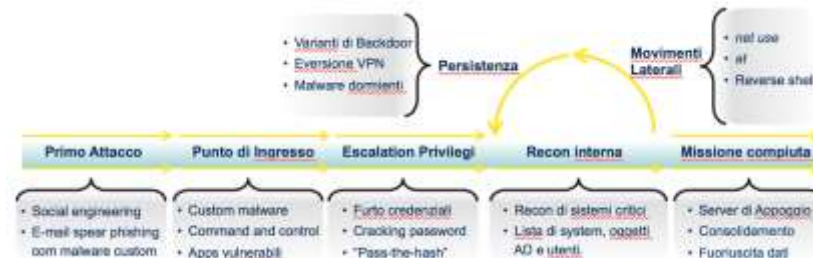 • Varianti di Backdoor
• Eversione VPN
• Malware dormienti
Persistenza
Movimenti
Laterali
• net use
• at
• Reverse shell
Primo Attacco
Punto di Ingresso
Escalation Privilegi
Recon interna
Missione compiuta
• Social engineering
• E-mail spear phishing
com malware custom
• Custom malware
• Command and control
• Apps vulnerabili
• Furto credenziali
• Cracking password
• "Pass-the-hash"
• Recon di sistemi critici
• Lista di system, oggetti
AD e utenti.
• Server di Appoggio
• Consolidamento
• Fuoriuscita dati